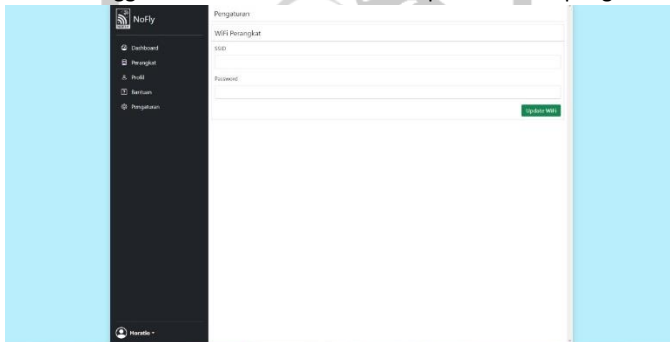 NoFly
Dashboard
Perangkat
Profil
Bantuan
Pengaturan
Pengaturan
WiFi Perangkat
SSID
Password
Update WiFi